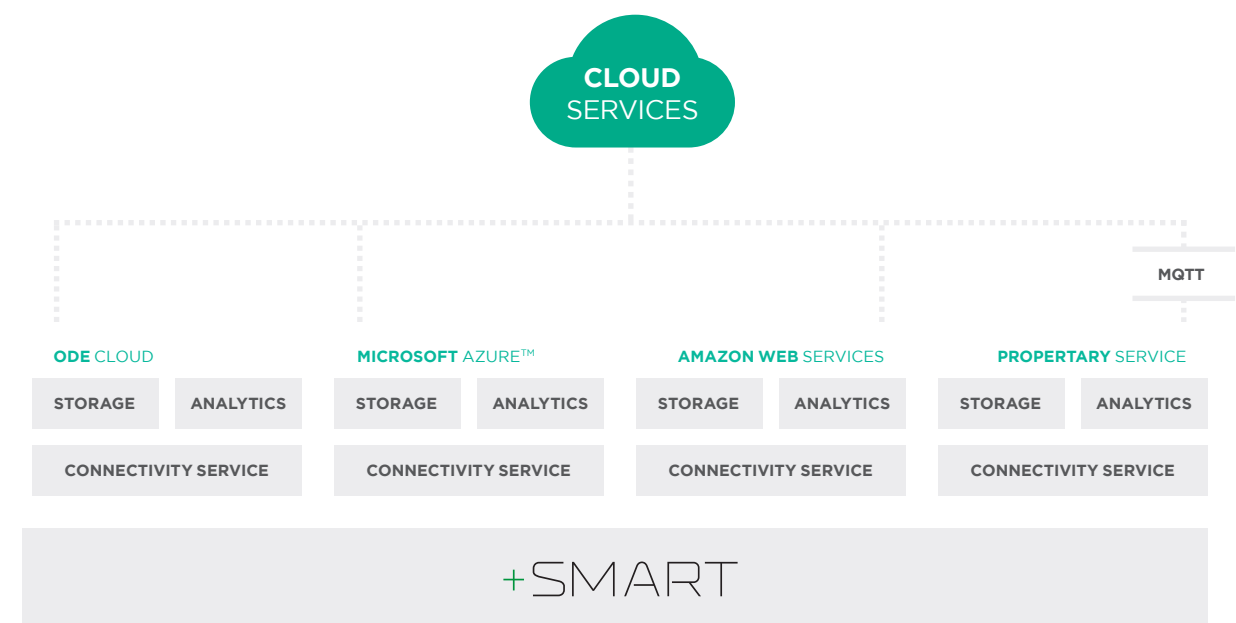 CLOUD
SERVICES
MQTT
ODE CLOUD
MICROSOFT AZURE™
AMAZON WEB SERVICES
PROPERTARY SERVICE
STORAGE ANALYTICS STORAGE ANALYTICS STORAGE ANALYTICS STORAGE ANALYTICS
CONNECTIVITY SERVICE CONNECTIVITY SERVICE CONNECTIVITY SERVICE CONNECTIVITY SERVICE
+SMART